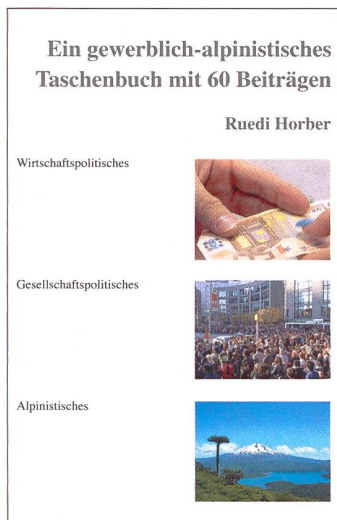 Ein gewerblich-alpinistisches
Taschenbuch mit 60 Beiträgen
Ruedi Horber
Wirtschaftspolitisches
Gesellschaftspolitisches
Alpinistisches